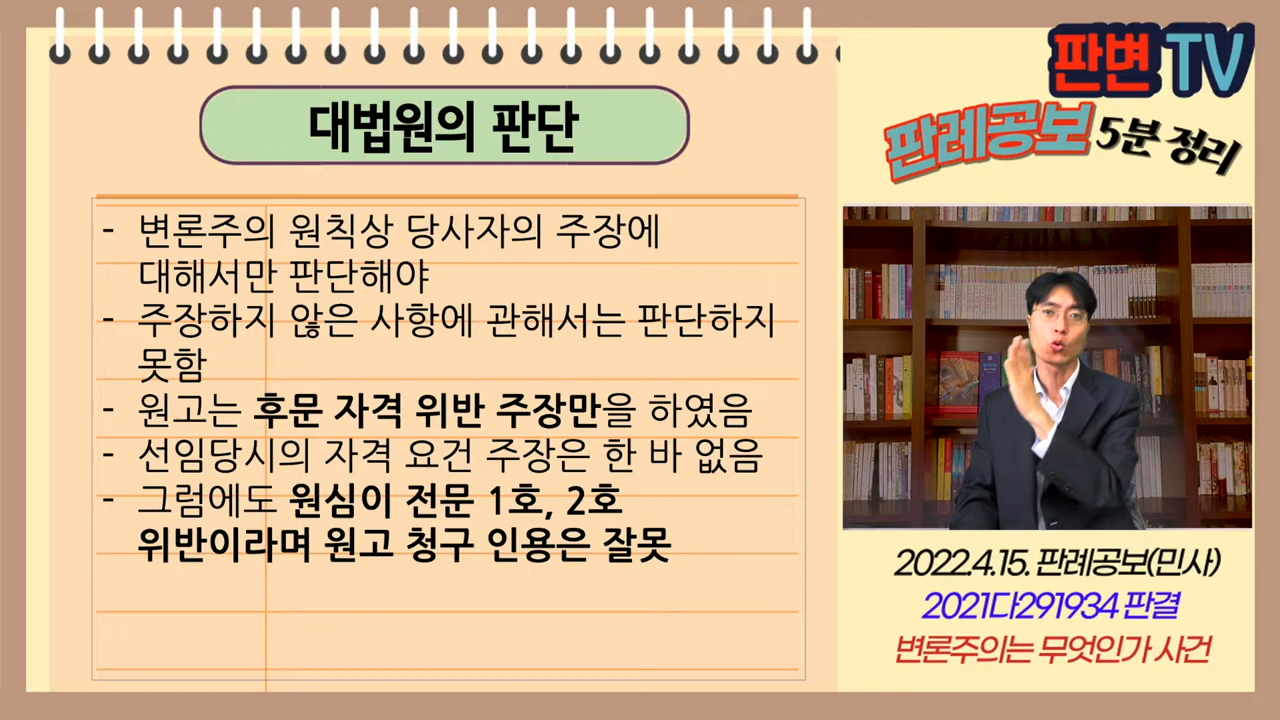 대법원의 판단
- 변론주의 원칙상 당사자의 주장에
대해서만 판단해야
- 주장하지 않은 사항에 관해서는 판단하지
못함
- 원고는 후문 자격 위반 주장만을 하였음
- 선임당시의 자격 요건 주장은 한 바 없음
- 그럼에도 원심이 전문 1호, 2호
위반이라며 원고 청구 인용은 잘못
판변 TV
판례공보 5분 정리
2022.4.15. 판례공보(민사)
2021다291934 판결
변론주의는 무엇인가 사건